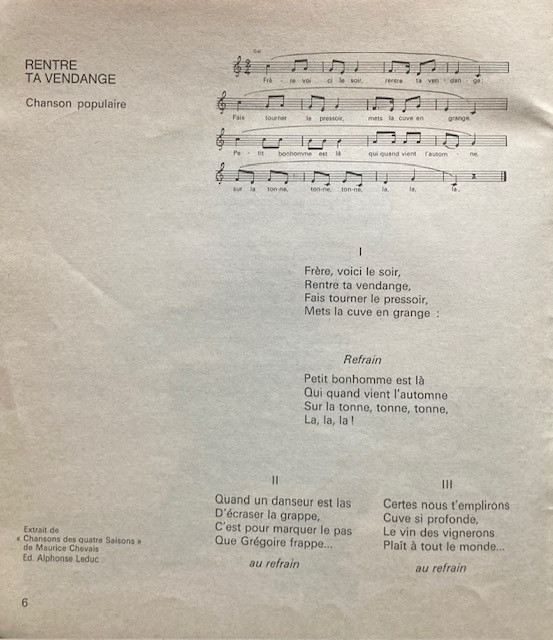 RENTRE
TA VENDANGE
Chanson populaire
Gai
Frè - re voi - ci le soir, rentre ta ven - dan - ge;
Fais tourner le pressoir, mets la cuve en grange.
Pe - tit bonhomme est là qui quand vient l'autom - ne.
sur la ton-ne, ton-ne, ton-ne, la, la, la.
I
Frère, voici le soir,
Rentre ta vendange,
Fais tourner le pressoir,
Mets la cuve en grange :
Refrain
Petit bonhomme est là
Qui quand vient l'automne
Sur la tonne, tonne, tonne,
La, la, la !
II
Quand un danseur est las
D'écraser la grappe,
C'est pour marquer le pas
Que Grégoire frappe...
au refrain
III
Certes nous t'emplirons
Cuve si profonde,
Le vin des vignerons
Plaît à tout le monde...
au refrain
Extrait de
« Chansons des quatre Saisons »
de Maurice Chevais
Ed. Alphonse Leduc
6